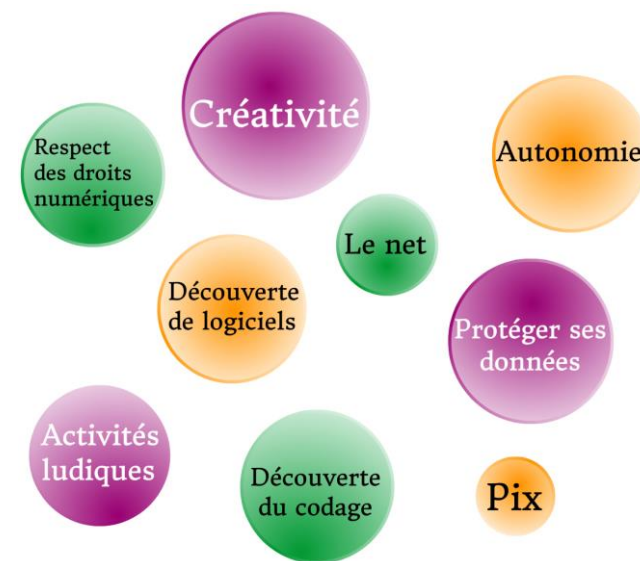 Créativité
Respect
des droits
numériques
Autonomie
Le net
Découverte
de logiciels
Protéger ses
données
Activités
ludiques
Découverte
du codage
Pix